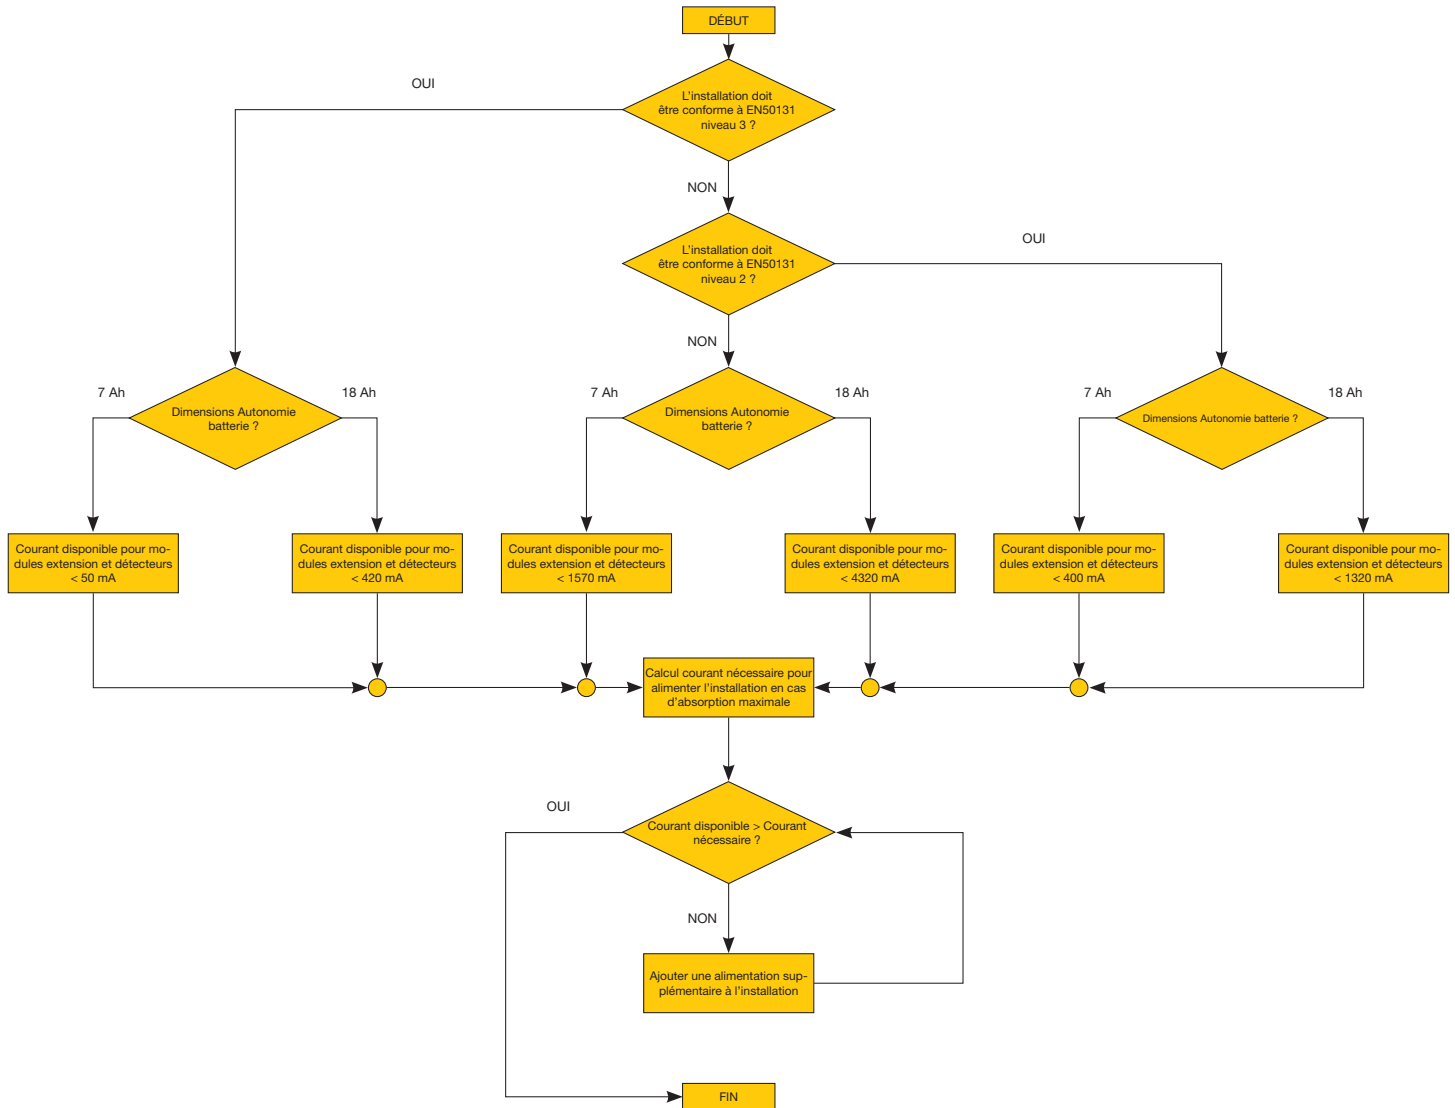 DÉBUT
OUI
L'installation doit
être conforme à EN50131
niveau 3 ?
NON
L'installation doit
être conforme à EN50131
niveau 2 ?
OUI
NON
7 Ah
18 Ah
Dimensions Autonomie
batterie ?
7 Ah
18 Ah
Dimensions Autonomie
batterie ?
7 Ah
18 Ah
Dimensions Autonomie batterie ?
Courant disponible pour mo-
dules extension et détecteurs
< 50 mA
Courant disponible pour mo-
dules extension et détecteurs
< 420 mA
Courant disponible pour mo-
dules extension et détecteurs
< 1570 mA
Courant disponible pour mo-
dules extension et détecteurs
< 4320 mA
Courant disponible pour mo-
dules extension et détecteurs
< 400 mA
Courant disponible pour mo-
dules extension et détecteurs
< 1320 mA
Calcul courant nécessaire pour
alimenter l'installation en cas
d'absorption maximale
OUI
Courant disponible > Courant
nécessaire ?
NON
Ajouter une alimentation sup-
plémentaire à l'installation
FIN